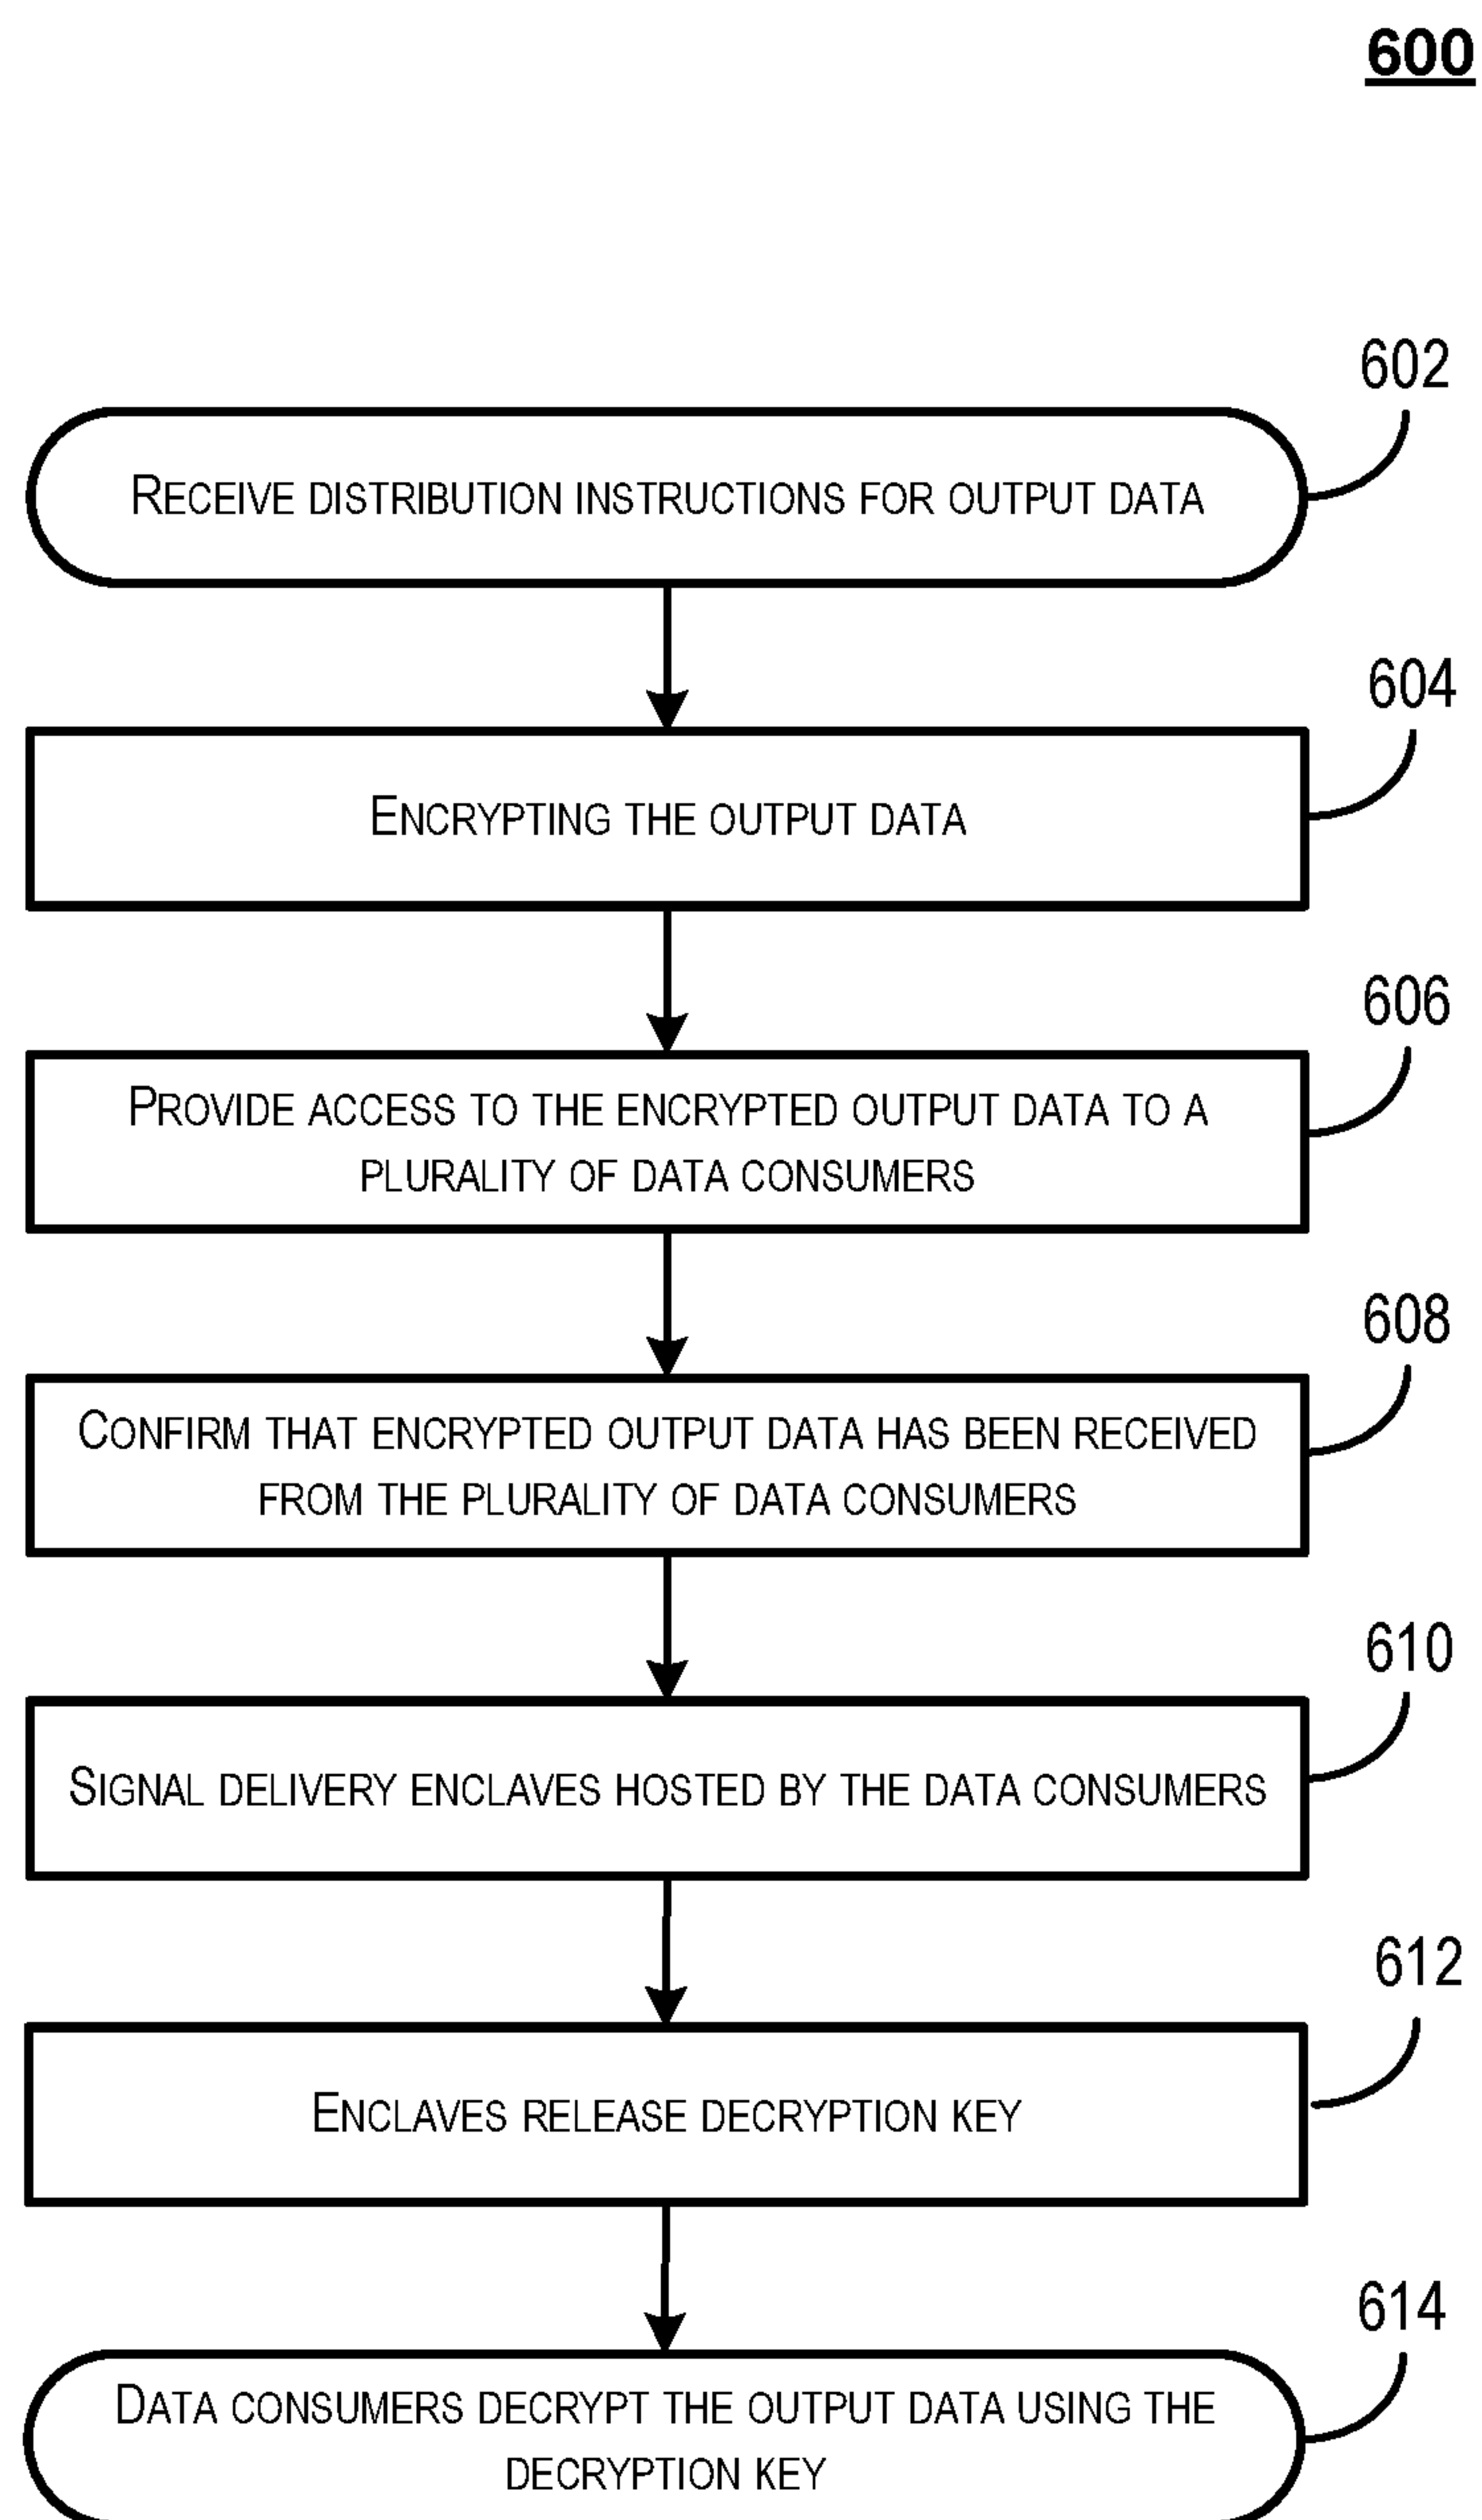 600
602
RECEIVE DISTRIBUTION INSTRUCTIONS FOR OUTPUT DATA
604
ENCRYPTING THE OUTPUT DATA
606
PROVIDE ACCESS TO THE ENCRYPTED OUTPUT DATA TO A
PLURALITY OF DATA CONSUMERS
608
CONFIRM THAT ENCRYPTED OUTPUT DATA HAS BEEN RECEIVED
FROM THE PLURALITY OF DATA CONSUMERS
610
SIGNAL DELIVERY ENCLAVES HOSTED BY THE DATA CONSUMERS
612
ENCLAVES RELEASE DECRYPTION KEY
614
DATA CONSUMERS DECRYPT THE OUTPUT DATA USING THE
DECRYPTION KEY